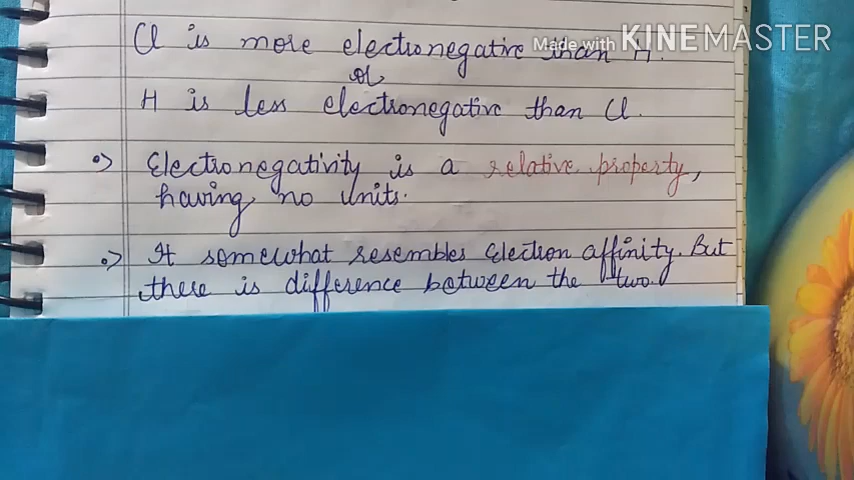 Cl is more electronegative than H.
Made with KINEMASTER
or
H is less electronegative than Cl.
Electronegativity is a relative property,
having no units.
It somewhat resembles Electron affinity. But
there is difference between the two.